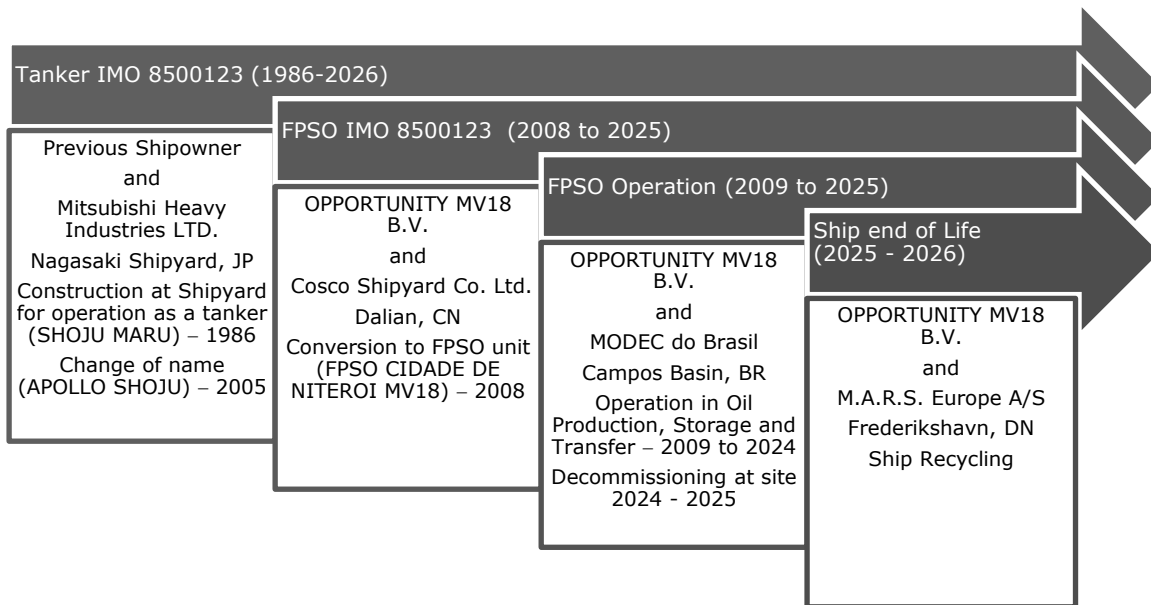 Tanker IMO 8500123 (1986-2026)
Previous Shipowner
and
Mitsubishi Heavy
Industries LTD.
Nagasaki Shipyard, JP
Construction at Shipyard
for operation as a tanker
(SHOJU MARU) – 1986
Change of name
(APOLLO SHOJU) – 2005
FPSO IMO 8500123  (2008 to 2025)
OPPORTUNITY MV18
B.V.
and
Cosco Shipyard Co. Ltd.
Dalian, CN
Conversion to FPSO unit
(FPSO CIDADE DE
NITEROI MV18) – 2008
FPSO Operation (2009 to 2025)
OPPORTUNITY MV18
B.V.
and
MODEC do Brasil
Campos Basin, BR
Operation in Oil
Production, Storage and
Transfer – 2009 to 2024
Decommissioning at site
2024 - 2025
Ship end of Life
(2025 - 2026)
OPPORTUNITY MV18
B.V.
and
M.A.R.S. Europe A/S
Frederikshavn, DN
Ship Recycling